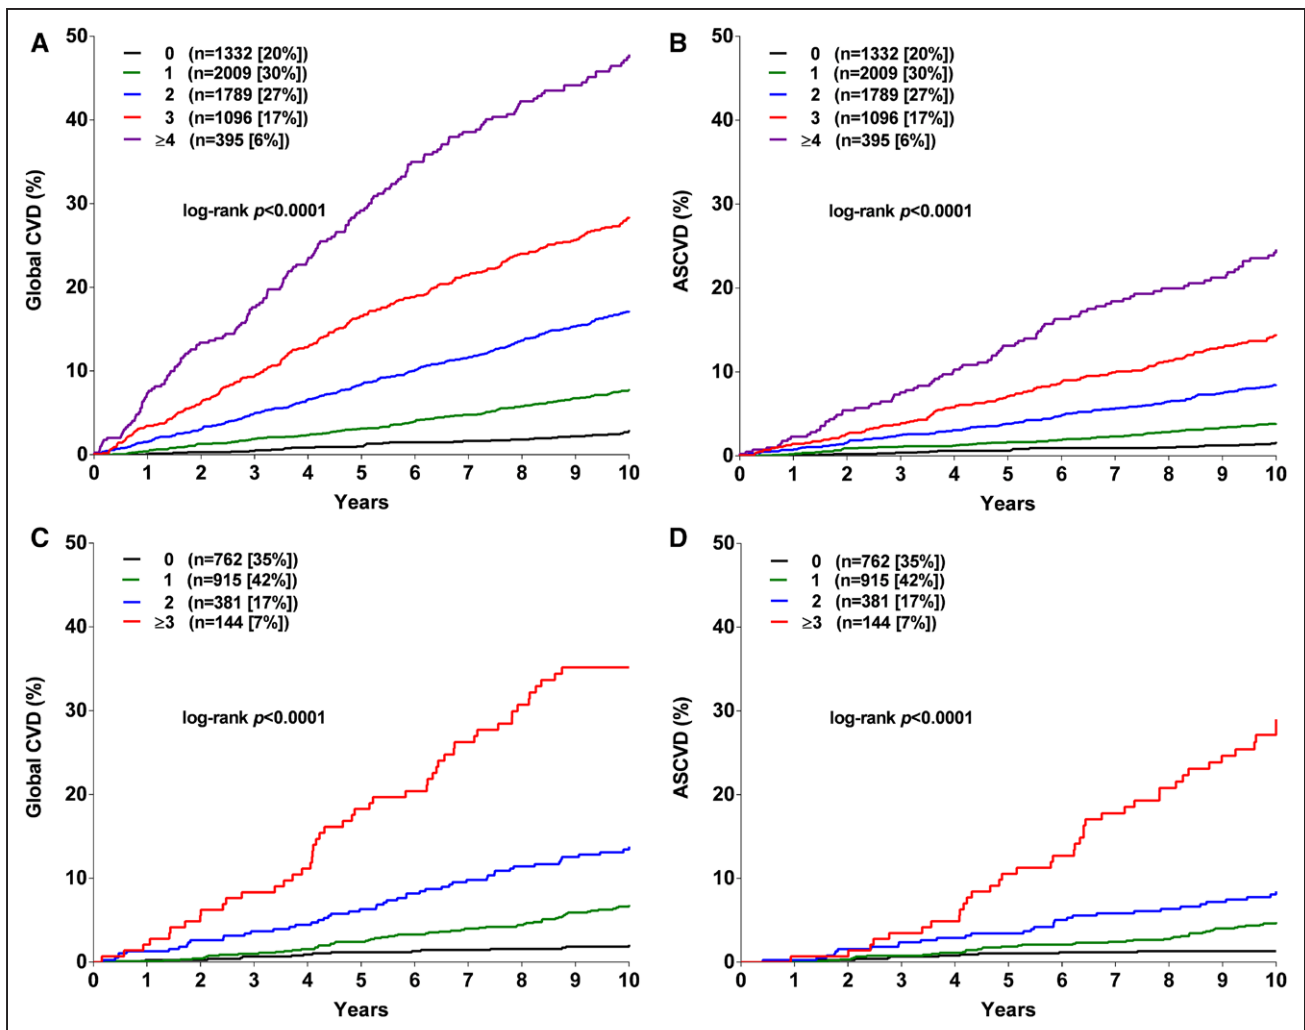 A
50
40
30
20
10
0
Global CVD (%)
0 (n=1332 [20%])
1 (n=2009 [30%])
2 (n=1789 [27%])
3 (n=1096 [17%])
≥4 (n=395 [6%])
log-rank p<0.0001
0 1 2 3 4 5 6 7 8 9 10
Years
B
50
40
30
20
10
0
ASCVD (%)
0 (n=1332 [20%])
1 (n=2009 [30%])
2 (n=1789 [27%])
3 (n=1096 [17%])
≥4 (n=395 [6%])
log-rank p<0.0001
0 1 2 3 4 5 6 7 8 9 10
Years
C
50
40
30
20
10
0
Global CVD (%)
0 (n=762 [35%])
1 (n=915 [42%])
2 (n=381 [17%])
≥3 (n=144 [7%])
log-rank p<0.0001
0 1 2 3 4 5 6 7 8 9 10
Years
D
50
40
30
20
10
0
ASCVD (%)
0 (n=762 [35%])
1 (n=915 [42%])
2 (n=381 [17%])
≥3 (n=144 [7%])
log-rank p<0.0001
0 1 2 3 4 5 6 7 8 9 10
Years